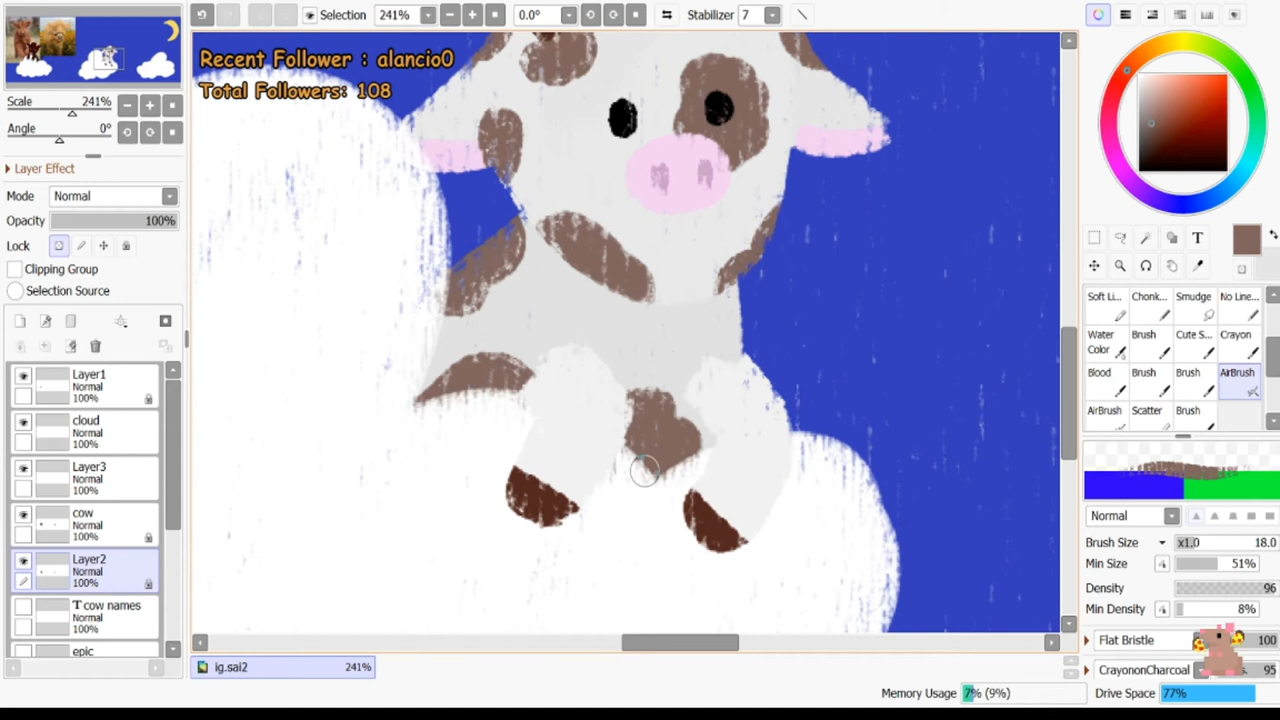 Selection 241% 0.0° Stabilizer 7
Recent Follower : alancio0
Total Followers: 108
Scale 241%
Angle 0°
Layer Effect
Mode Normal
Opacity 100%
Lock
Clipping Group
Selection Source
Layer1
Normal
100%
cloud
Normal
100%
Layer3
Normal
100%
cow
Normal
100%
Layer2
Normal
100%
T cow names
Normal
100%
epic
ig.sai2 241%
Memory Usage 7% (9%) Drive Space 77%
T
Soft Li... Chonk... Smudge No Line...
Water Color Brush Cute S... Crayon
Blood Brush Brush AirBrush
AirBrush Scatter Brush
Normal
Brush Size x1.0 18.0
Min Size 51%
Density 96
Min Density 8%
Flat Bristle 100
CrayononCharcoal 95